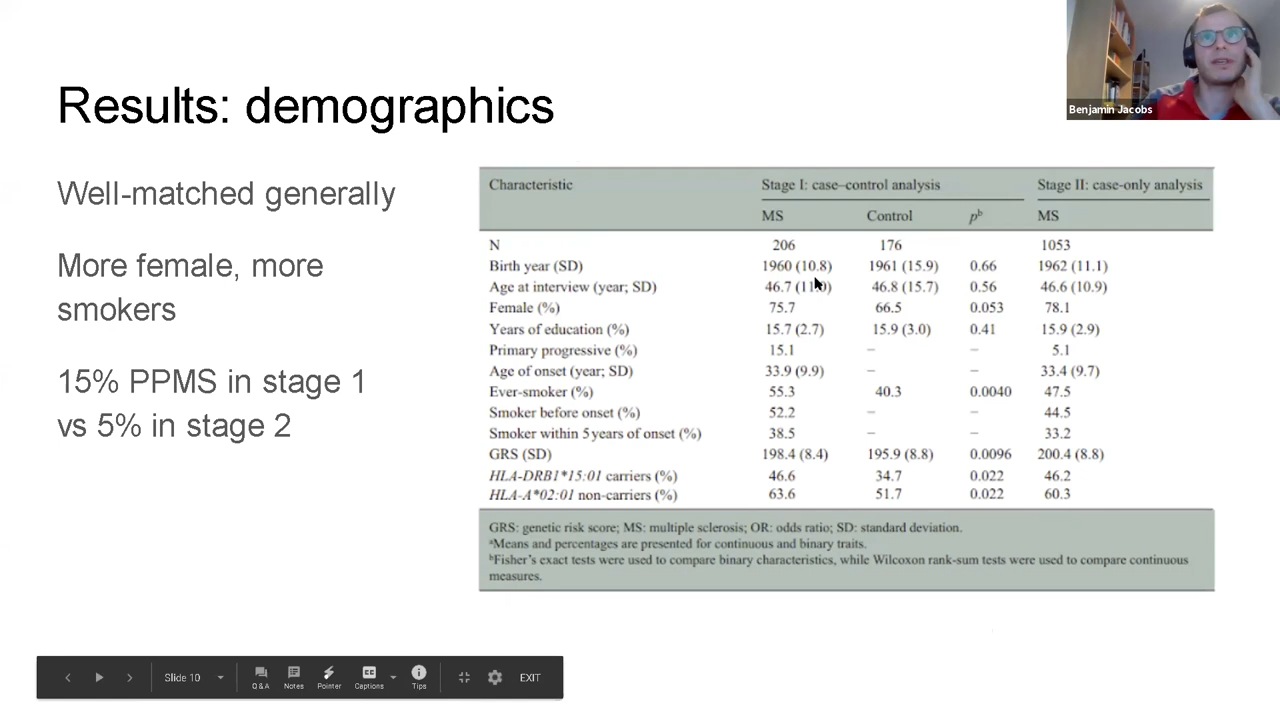 Benjamin Jacobs
Results: demographics
Well-matched generally
More female, more
smokers
15% PPMS in stage 1
vs 5% in stage 2
Characteristic Stage I: case–control analysis Stage II: case-only analysis
MS Control pᵇ MS
N 206 176 1053
Birth year (SD) 1960 (10.8) 1961 (15.9) 0.66 1962 (11.1)
Age at interview (year; SD) 46.7 46.8 (15.7) 0.56 46.6 (10.9)
Female (%) 75.7 66.5 0.053 78.1
Years of education (%) 15.7 (2.7) 15.9 (3.0) 0.41 15.9 (2.9)
Primary progressive (%) 15.1 – – 5.1
Age of onset (year; SD) 33.9 (9.9) – – 33.4 (9.7)
Ever-smoker (%) 55.3 40.3 0.0040 47.5
Smoker before onset (%) 52.2 – – 44.5
Smoker within 5 years of onset (%) 38.5 – – 33.2
GRS (SD) 198.4 (8.4) 195.9 (8.8) 0.0096 200.4 (8.8)
HLA-DRB1*15:01 carriers (%) 46.6 34.7 0.022 46.2
HLA-A*02:01 non-carriers (%) 63.6 51.7 0.022 60.3
GRS: genetic risk score; MS: multiple sclerosis; OR: odds ratio; SD: standard deviation.
ᵃMeans and percentages are presented for continuous and binary traits.
ᵇFisher's exact tests were used to compare binary characteristics, while Wilcoxon rank-sum tests were used to compare continuous
measures.
Slide 10
Q&A Notes Pointer Captions Tips EXIT